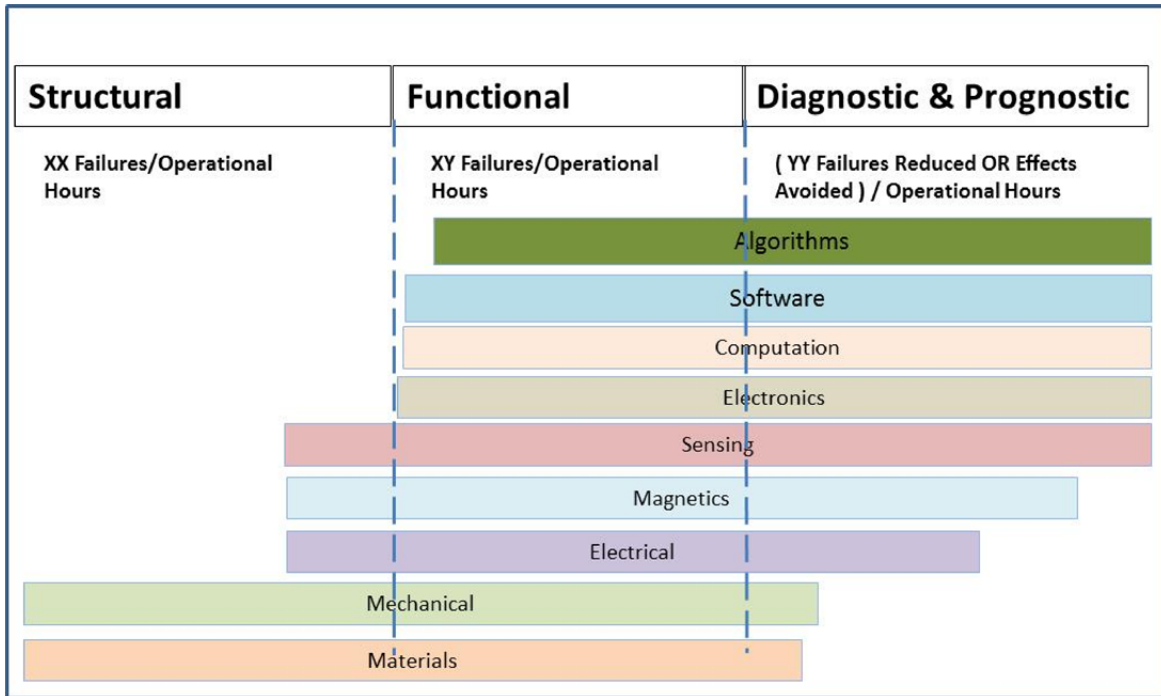 Structural
Functional
Diagnostic & Prognostic
XX Failures/Operational
Hours
XY Failures/Operational
Hours
( YY Failures Reduced OR Effects
Avoided ) / Operational Hours
Algorithms
Software
Computation
Electronics
Sensing
Magnetics
Electrical
Mechanical
Materials